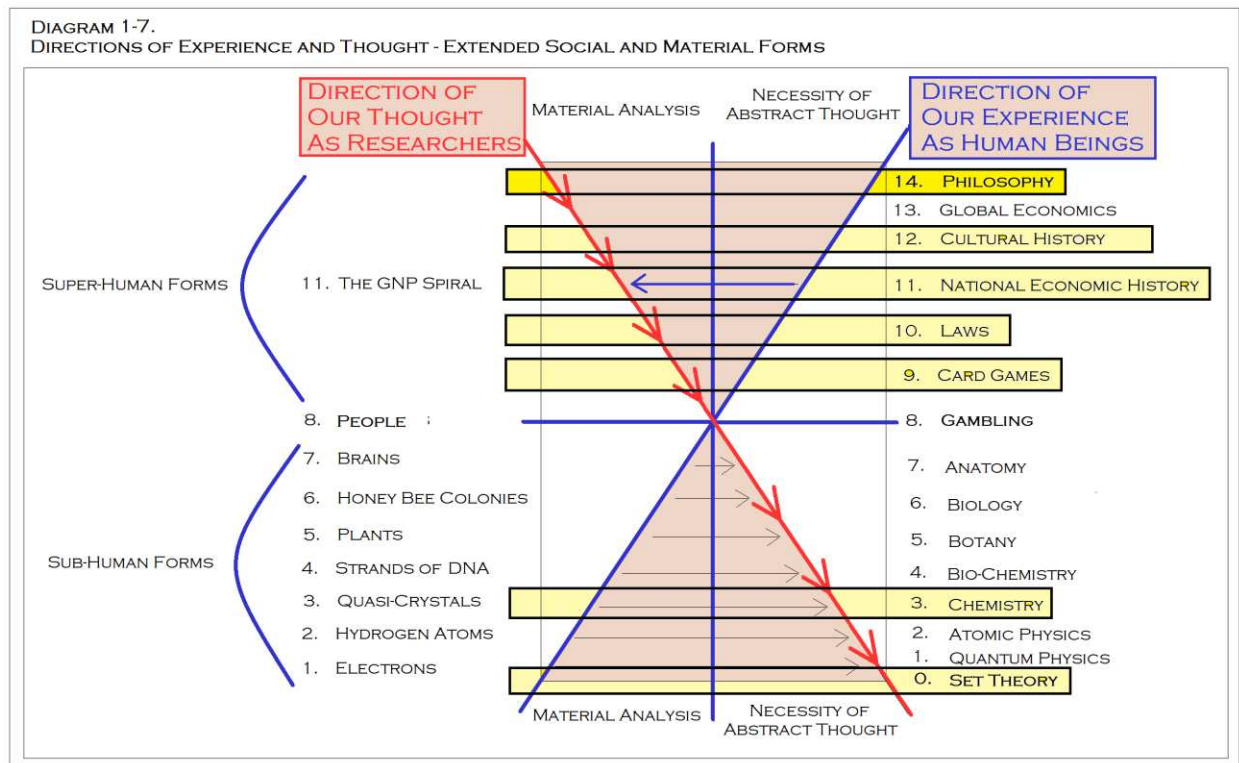 Diagram 1-7.
Directions of Experience and Thought - Extended Social and Material Forms
Direction of
Our Thought
As Researchers
Material Analysis
Necessity of
Abstract Thought
Direction of
Our Experience
As Human Beings
14. Philosophy
13. Global Economics
12. Cultural History
Super-Human Forms
11. The GNP Spiral
11. National Economic History
10. Laws
9. Card Games
8. People
8. Gambling
7. Brains
7. Anatomy
6. Honey Bee Colonies
6. Biology
5. Plants
5. Botany
Sub-Human Forms
4. Strands of DNA
4. Bio-Chemistry
3. Quasi-Crystals
3. Chemistry
2. Hydrogen Atoms
2. Atomic Physics
1. Electrons
1. Quantum Physics
0. Set Theory
Material Analysis
Necessity of
Abstract Thought